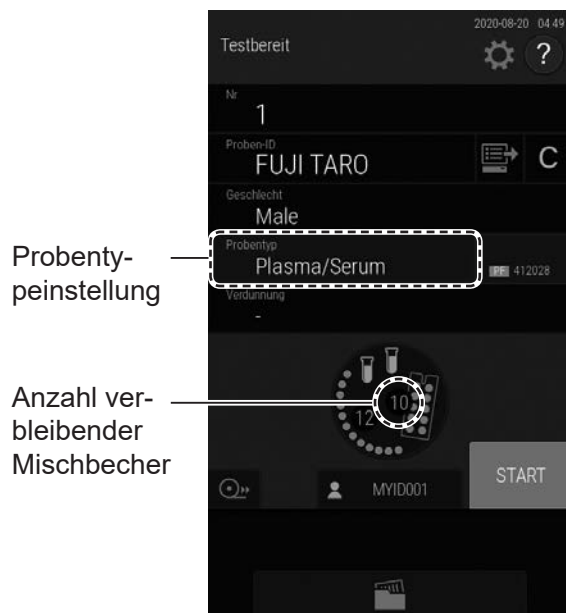 2020-08-20 04:49
Testbereit
?
Nr
1
Proben-ID
FUJI TARO
C
Geschlecht
Male
Probenty-
peinstellung
Probentyp
Plasma/Serum
PF 412028
Verdünnung
-
Anzahl ver-
bleibender
Mischbecher
10
12
START
MYID001